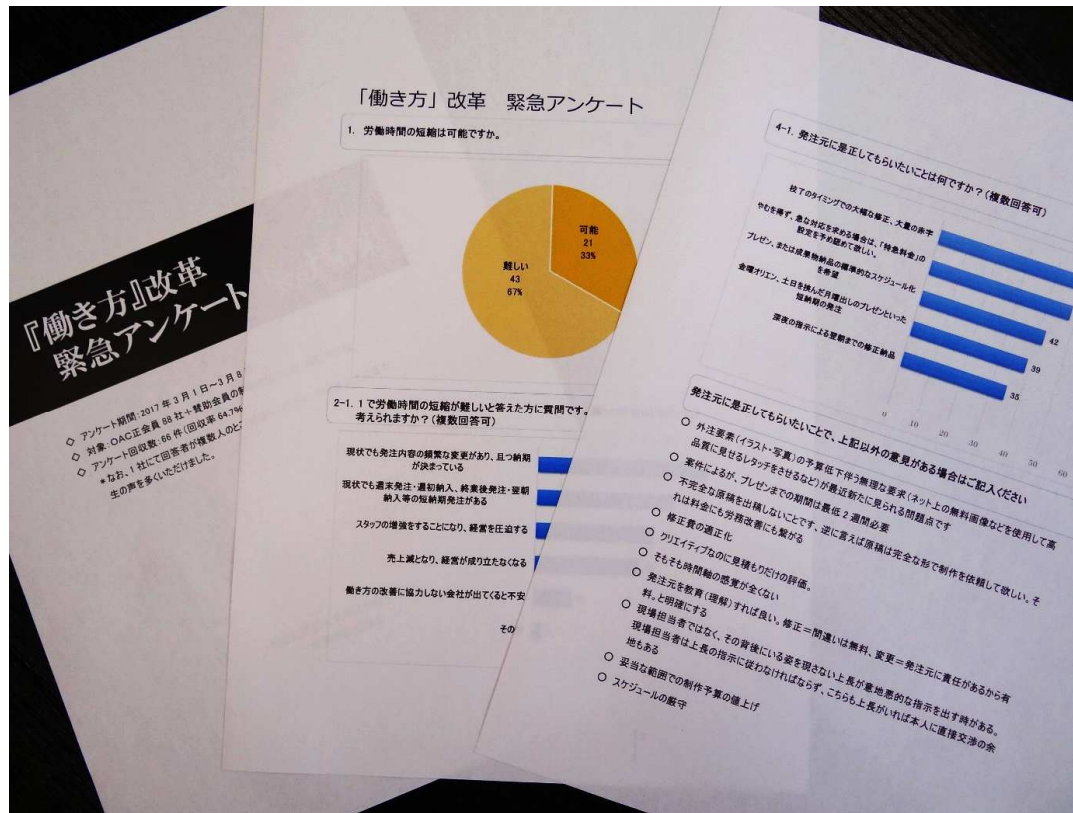 『働き方』改革
緊急アンケート
◇ アンケート期間：2017年3月1日～3月8
◇ 対象：OAC正会員 88 社＋賛助会員の制
◇ アンケート回収数：66 件（回収率 64.7%
＊なお、1社にて回答者が複数人のと
生の声を多くいただけました。
「働き方」改革　緊急アンケート
1. 労働時間の短縮は可能ですか。
可能
21
33%
難しい
43
67%
2-1. 1で労働時間の短縮が難しいと答えた方に質問です。
考えられますか？（複数回答可）
現状でも発注内容の頻繁な変更があり、且つ納期
が決まっている
現状でも週末発注・週初納入、終業後発注・翌朝
納入等の短納期発注がある
スタッフの増強をすることになり、経営を圧迫する
売上減となり、経営が成り立たなくなる
働き方の改善に協力しない会社が出てくると不安
その
4-1. 発注元に是正してもらいたいことは何ですか？（複数回答可）
校了のタイミングでの大幅な修正、大量の赤字
やむを得ず、急な対応を求める場合は、「特急料金」の
設定を予め認めて欲しい。
プレゼン、または成果物納品の標準的なスケジュール化
を希望
金曜オリエン、土日を挟んだ月曜出しのプレゼンといった
短納期の発注
深夜の指示による翌朝までの修正納品
42
39
35
0 10 20 30 40 50 60
発注元に是正してもらいたいことで、上記以外の意見がある場合はご記入ください
○ 外注要素（イラスト・写真）の予算低下伴う無理な要求（ネット上の無料画像などを使用して高
品質に見せるレタッチをさせるなど）が最近新たに見られる問題点です
○ 案件によるが、プレゼンまでの期間は最低 2 週間必要
○ 不完全な原稿を出稿しないことです、逆に言えば原稿は完全な形で制作を依頼して欲しい。そ
れは料金にも労務改善にも繋がる
○ 修正費の適正化
○ クリエイティブなのに見積もりだけの評価。
○ そもそも時間軸の感覚が全くない
○ 発注元を教育（理解）すれば良い。修正＝間違いは無料、変更＝発注元に責任があるから有
料。と明確にする
○ 現場担当者ではなく、その背後にいる姿を現さない上長が意地悪的な指示を出す時がある。
現場担当者は上長の指示に従わなければならず、こちらも上長がいれば本人に直接交渉の余
地もある
○ 妥当な範囲での制作予算の値上げ
○ スケジュールの厳守